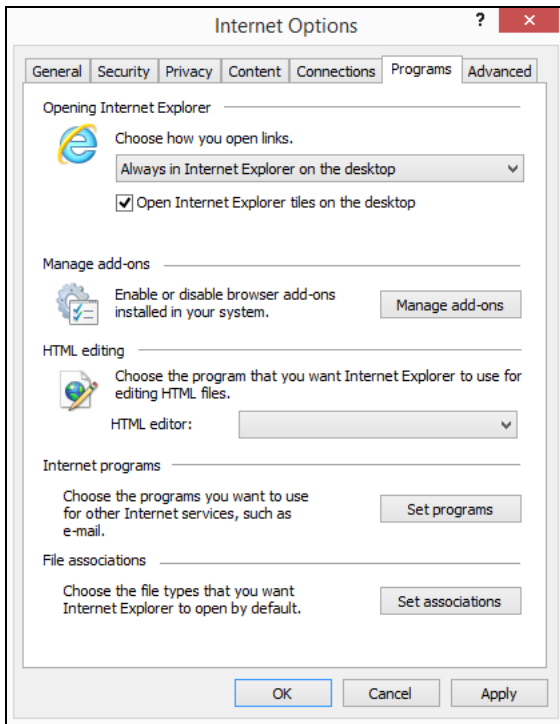 Internet Options
?
×
General Security Privacy Content Connections Programs Advanced
Opening Internet Explorer
Choose how you open links.
Always in Internet Explorer on the desktop
Open Internet Explorer tiles on the desktop
Manage add-ons
Enable or disable browser add-ons
installed in your system.
Manage add-ons
HTML editing
Choose the program that you want Internet Explorer to use for
editing HTML files.
HTML editor:
Internet programs
Choose the programs you want to use
for other Internet services, such as
e-mail.
Set programs
File associations
Choose the file types that you want
Internet Explorer to open by default.
Set associations
OK Cancel Apply